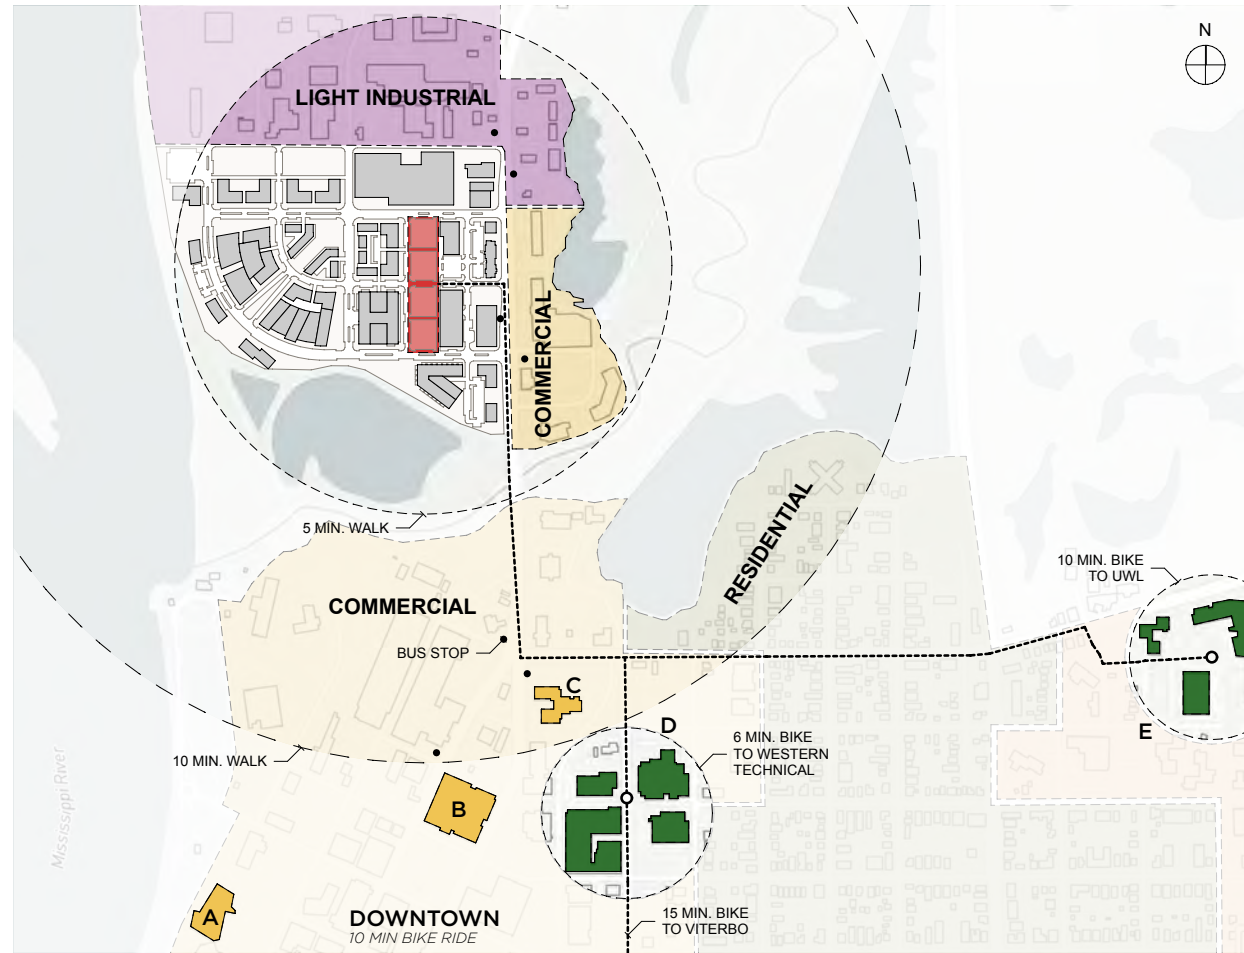 N
LIGHT INDUSTRIAL
COMMERCIAL
RESIDENTIAL
5 MIN. WALK
10 MIN. BIKE
TO UWL
COMMERCIAL
BUS STOP
C
D
E
6 MIN. BIKE
TO WESTERN
TECHNICAL
10 MIN. WALK
Mississippi River
B
A
DOWNTOWN
10 MIN BIKE RIDE
15 MIN. BIKE
TO VITERBO